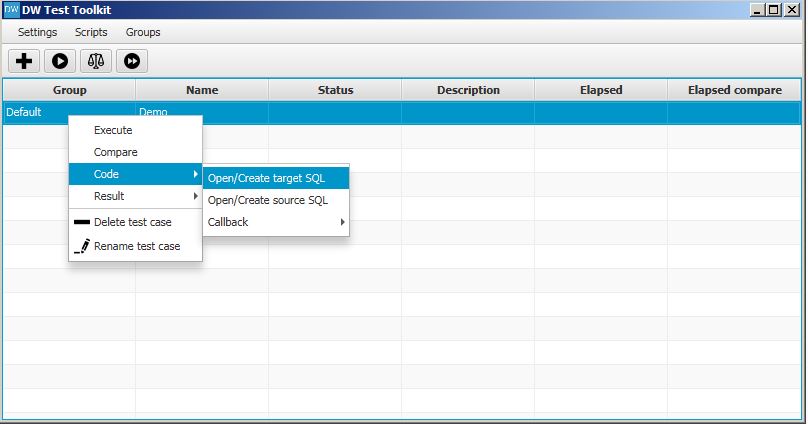 DW DW Test Toolkit
Settings Scripts Groups
Group Name Status Description Elapsed Elapsed compare
Default Demo
Execute
Compare
Code
Result
Delete test case
Rename test case
Open/Create target SQL
Open/Create source SQL
Callback